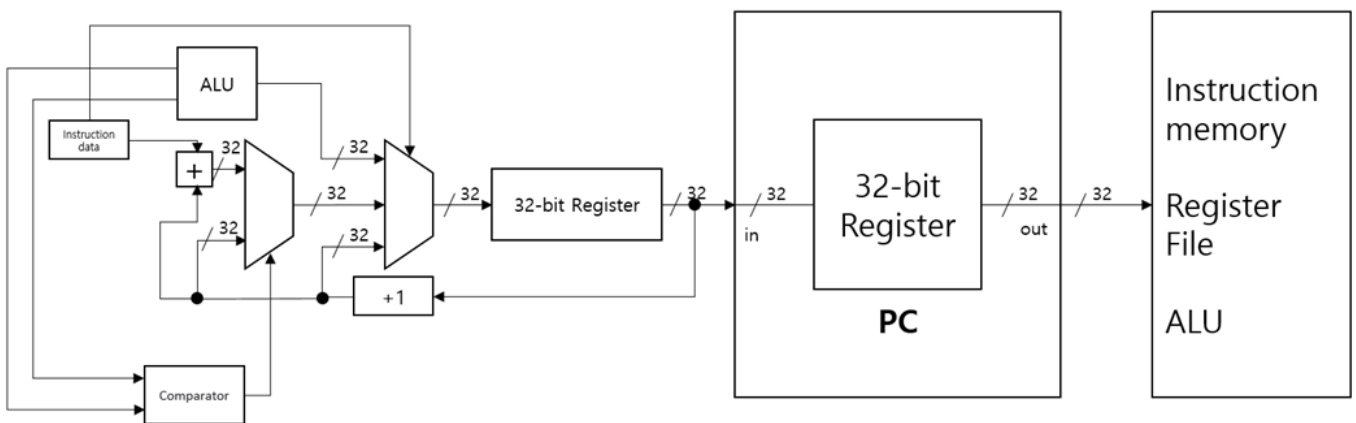 ALU
Instruction
data
+
32
32
32
32
32
32
+1
Comparator
32-bit Register
32
32
in
32-bit
Register
32
out
PC
32
Instruction
memory
Register
File
ALU